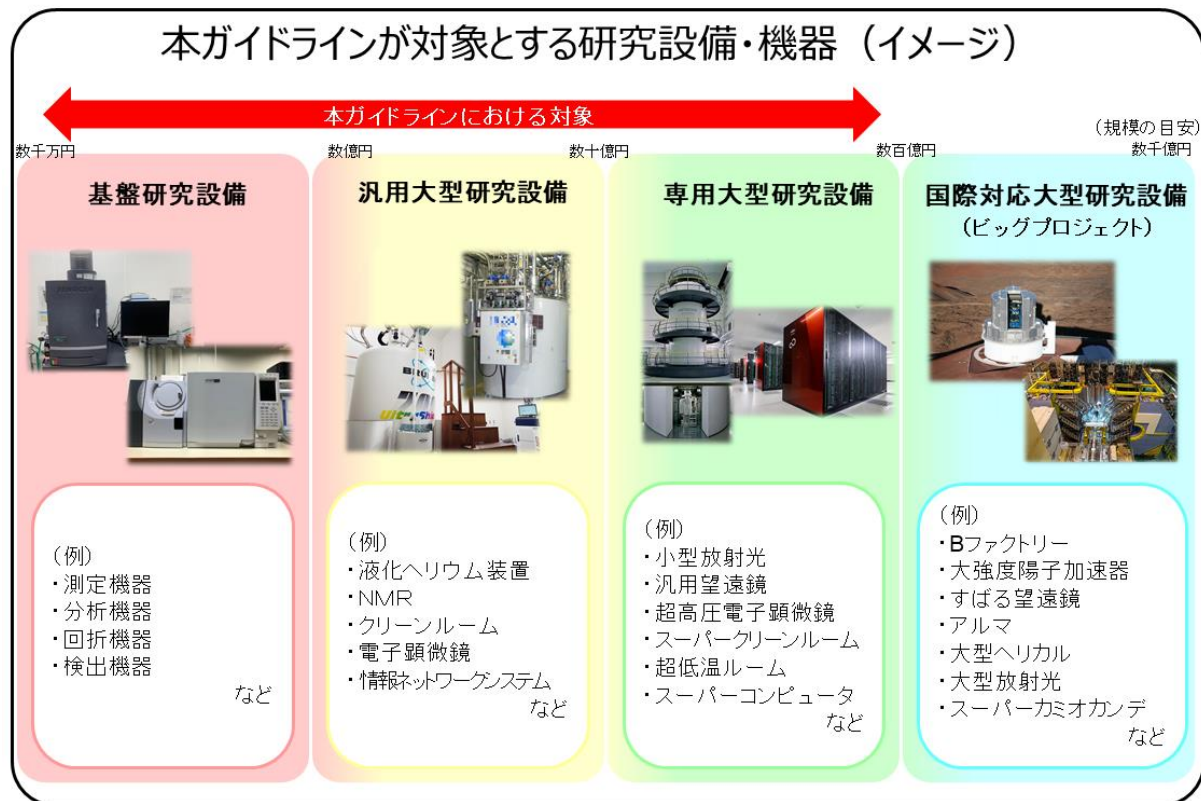 本ガイドラインが対象とする研究設備・機器（イメージ）
本ガイドラインにおける対象
（規模の目安）
数千万円
数億円
数十億円
数百億円
数千億円
基盤研究設備
汎用大型研究設備
専用大型研究設備
国際対応大型研究設備
（ビッグプロジェクト）
（例）
・測定機器
・分析機器
・回折機器
・検出機器
など
（例）
・液化ヘリウム装置
・NMR
・クリーンルーム
・電子顕微鏡
・情報ネットワークシステム
など
（例）
・小型放射光
・汎用望遠鏡
・超高圧電子顕微鏡
・スーパークリーンルーム
・超低温ルーム
・スーパーコンピュータ
など
（例）
・Bファクトリー
・大強度陽子加速器
・すばる望遠鏡
・アルマ
・大型ヘリカル
・大型放射光
・スーパーカミオカンデ
など